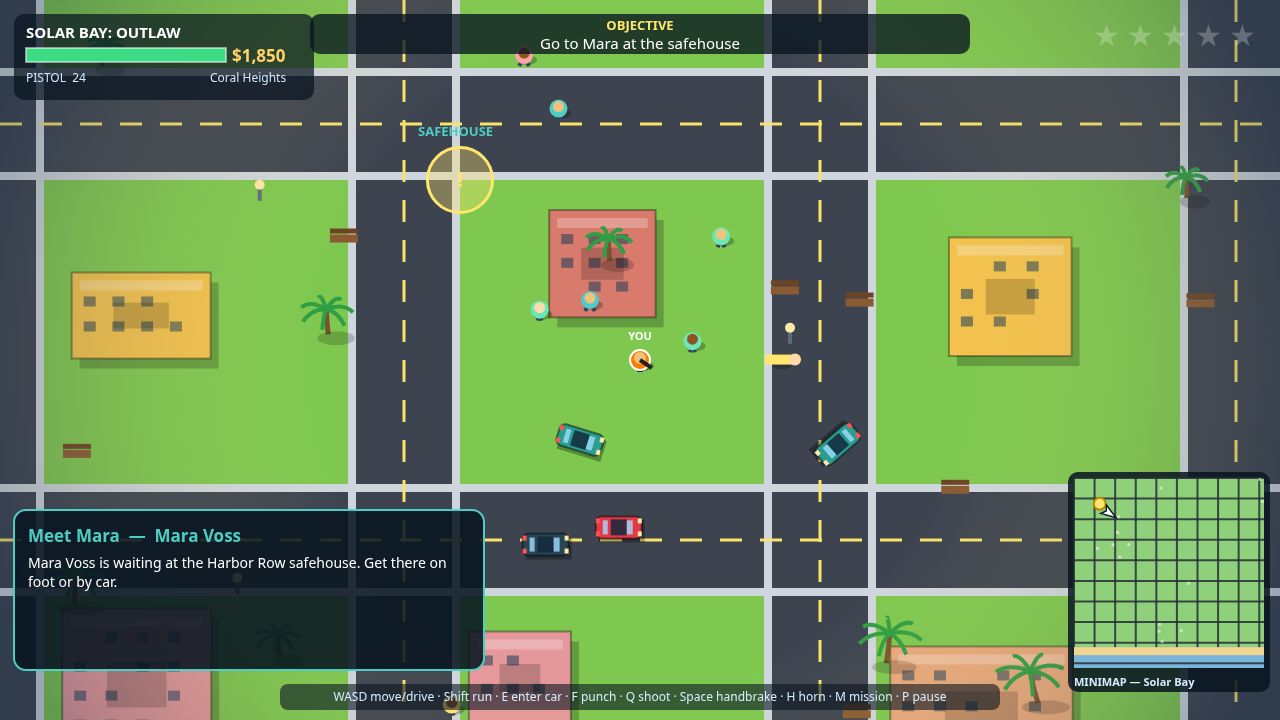 SOLAR BAY: OUTLAW
$1,850
PISTOL 24
Coral Heights
OBJECTIVE
Go to Mara at the safehouse
SAFEHOUSE
YOU
Meet Mara — Mara Voss
Mara Voss is waiting at the Harbor Row safehouse. Get there on
foot or by car.
MINIMAP — Solar Bay
WASD move/drive · Shift run · E enter car · F punch · Q shoot · Space handbrake · H horn · M mission · P pause